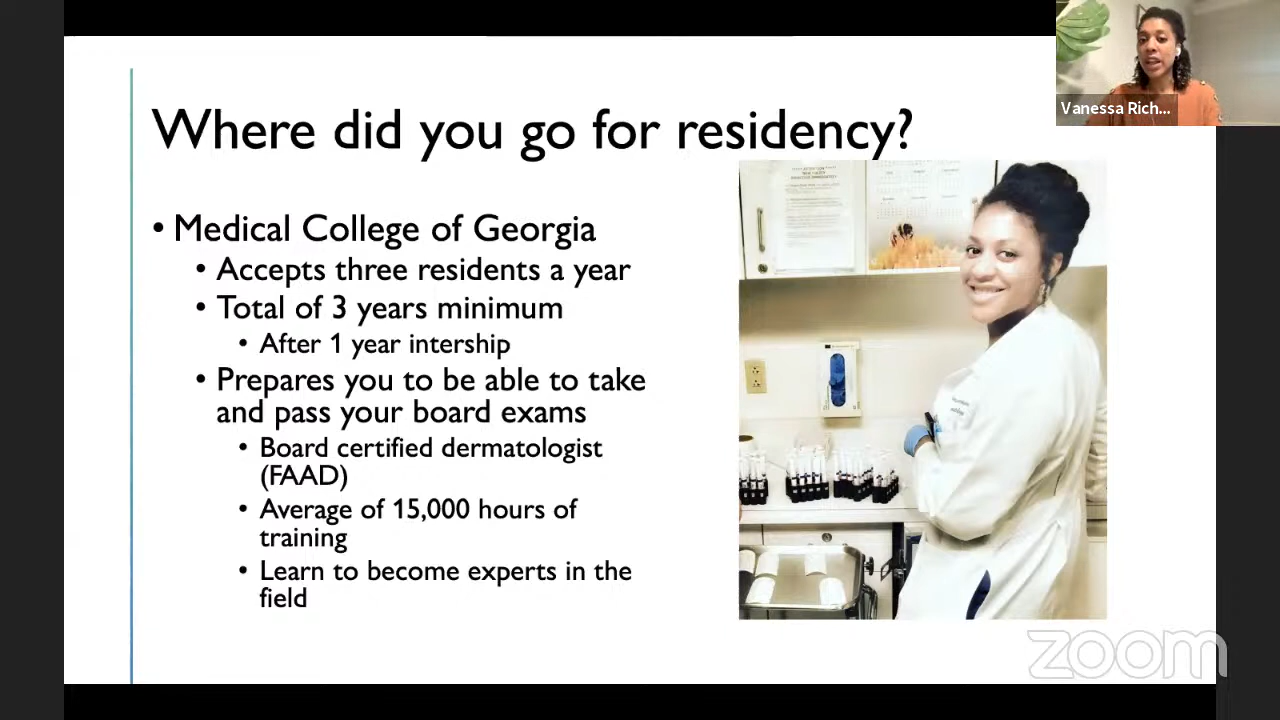 Where did you go for residency?
• Medical College of Georgia
• Accepts three residents a year
• Total of 3 years minimum
• After 1 year intership
• Prepares you to be able to take
and pass your board exams
• Board certified dermatologist
(FAAD)
• Average of 15,000 hours of
training
• Learn to become experts in the
field
Vanessa Rich...
zoom